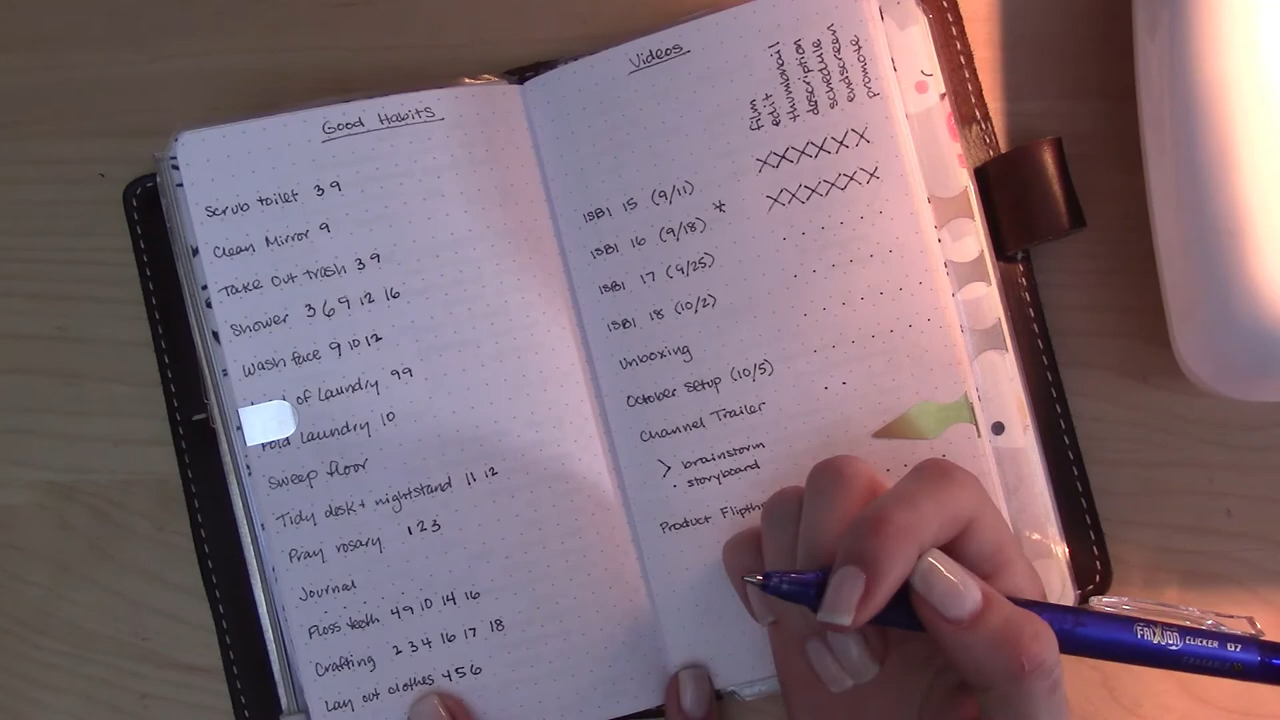 Good Habits
Scrub toilet 3 9
Clean Mirror 9
Take Out trash 3 9
Shower 3 6 9 12 16
Wash face 9 10 12
of Laundry 9 9
Fold Laundry 10
Sweep floor
Tidy desk + nightstand 11 12
Pray rosary 1 2 3
Journal
Floss teeth 4 9 10 14 16
Crafting 2 3 4 16 17 18
Lay out clothes 4 5 6
Videos
film
edit
thumbnail
description
schedule
endscreen
promote
XXXXXX
XXXXXX
ISBI 15 (9/11)
ISBI 16 (9/18) *
ISBI 17 (9/25)
ISBI 18 (10/2)
Unboxing
October Setup (10/5)
Channel Trailer
> brainstorm
. storyboard
Product Flipth
FRIXION CLICKER 07